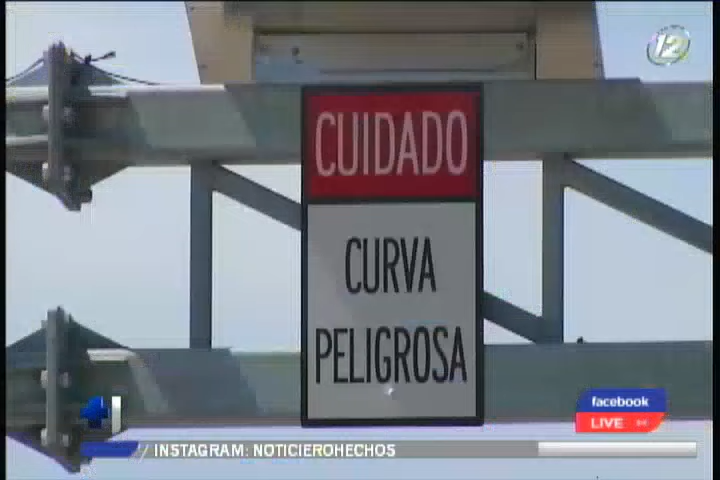 12
CUIDADO
CURVA
PELIGROSA
facebook
LIVE
// INSTAGRAM: NOTICIEROHECHOS